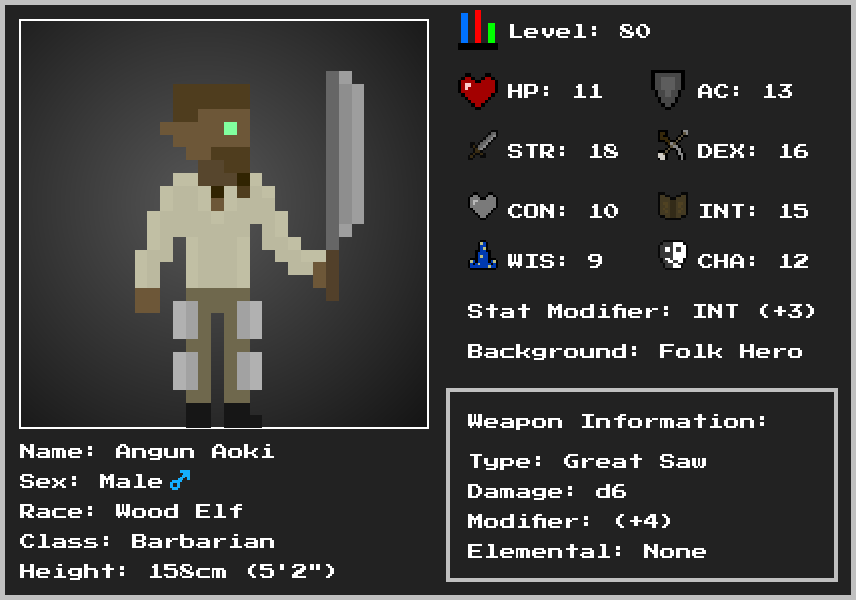 Level: 80
HP: 11 AC: 13
STR: 18 DEX: 16
CON: 10 INT: 15
WIS: 9 CHA: 12
Stat Modifier: INT (+3)
Background: Folk Hero
Weapon Information:
Type: Great Saw
Damage: d6
Modifier: (+4)
Elemental: None
Name: Angun Aoki
Sex: Male ♂
Race: Wood Elf
Class: Barbarian
Height: 158cm (5'2")